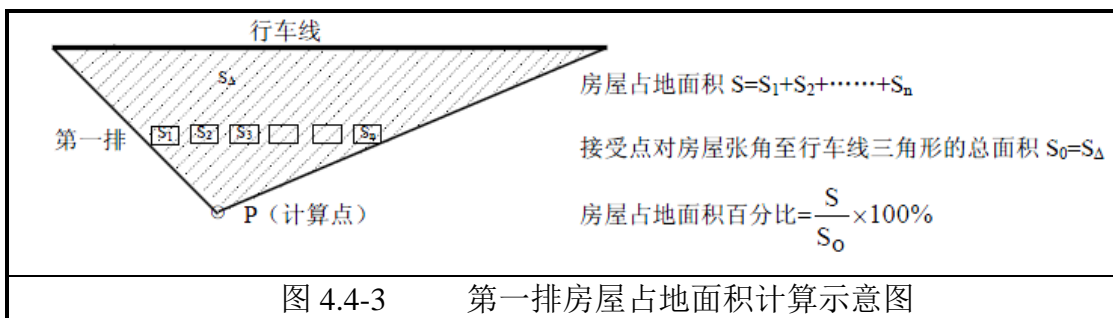 行车线
S△
房屋占地面积 S=S1+S2+……+Sn
第一排 S1 S2 S3 Sn
接受点对房屋张角至行车线三角形的总面积 S0=S△
P（计算点）
房屋占地面积百分比=S/SO×100%
图 4.4-3 第一排房屋占地面积计算示意图